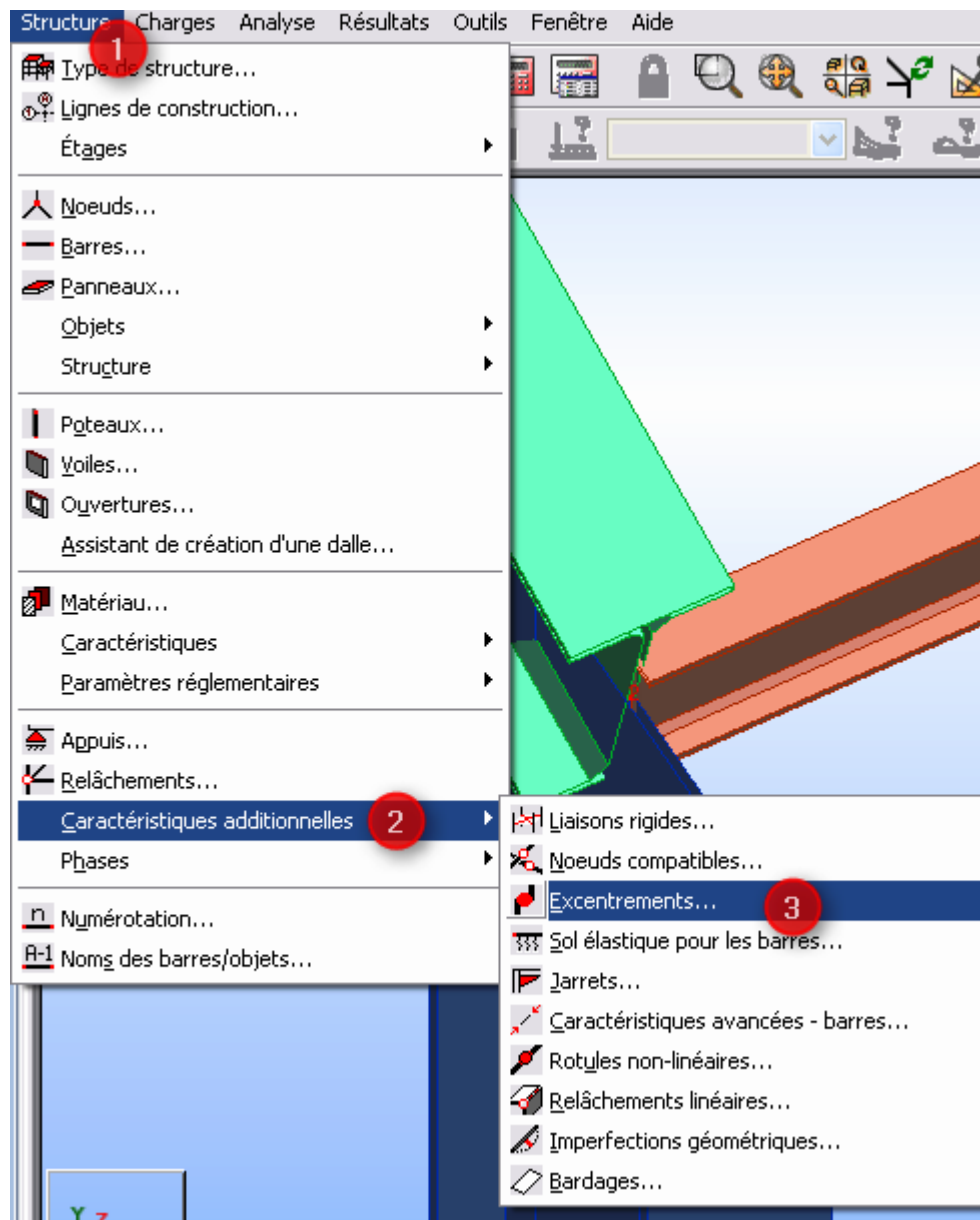 Structure Charges Analyse Résultats Outils Fenêtre Aide
1
Type de structure...
Lignes de construction...
Étages
Noeuds...
Barres...
Panneaux...
Objets
Structure
Poteaux...
Voiles...
Ouvertures...
Assistant de création d'une dalle...
Matériau...
Caractéristiques
Paramètres réglementaires
Appuis...
Relâchements...
Caractéristiques additionnelles 2
Liaisons rigides...
Phases
Noeuds compatibles...
Excentrements... 3
n Numérotation...
Sol élastique pour les barres...
A-1 Noms des barres/objets...
Jarrets...
Caractéristiques avancées - barres...
Rotules non-linéaires...
Relâchements linéaires...
Imperfections géométriques...
Bardages...
Y Z